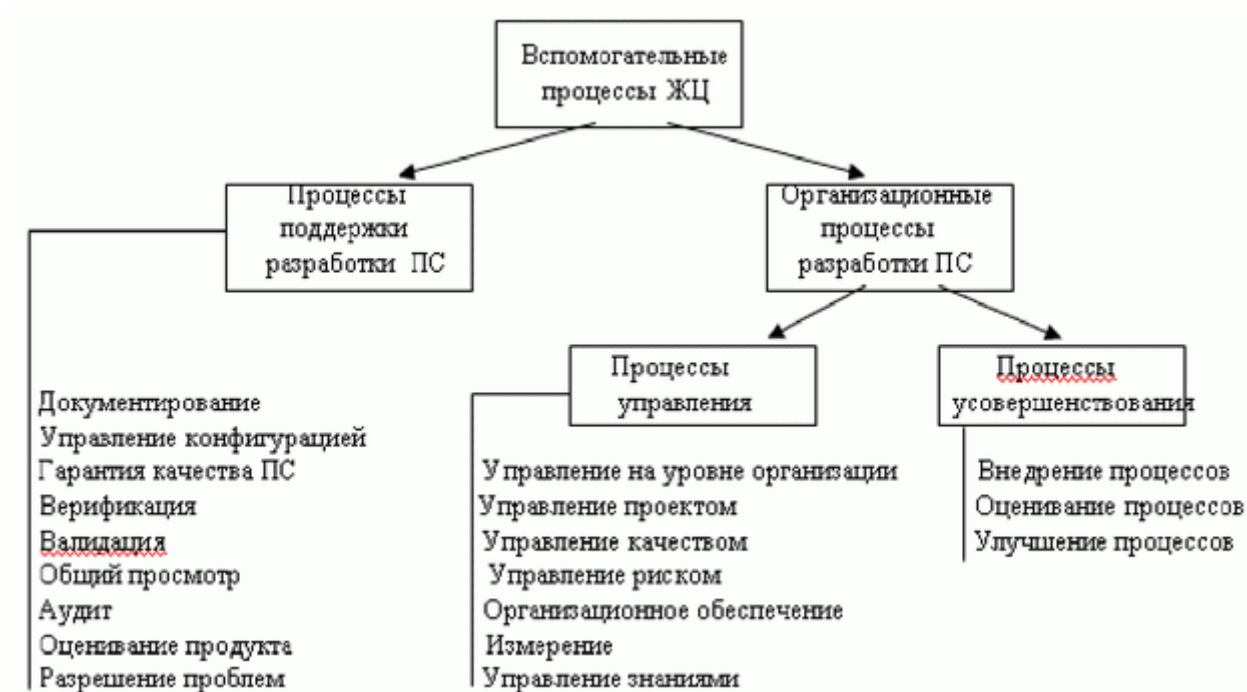 Вспомогательные
процессы ЖЦ
Процессы
поддержки
разработки ПС
Организационные
процессы
разработки ПС
Процессы
управления
Процессы
усовершенствования
Документирование
Управление конфигурацией
Гарантия качества ПС
Верификация
Валидация
Общий просмотр
Аудит
Оценивание продукта
Разрешение проблем
Управление на уровне организации
Управление проектом
Управление качеством
Управление риском
Организационное обеспечение
Измерение
Управление знаниями
Внедрение процессов
Оценивание процессов
Улучшение процессов